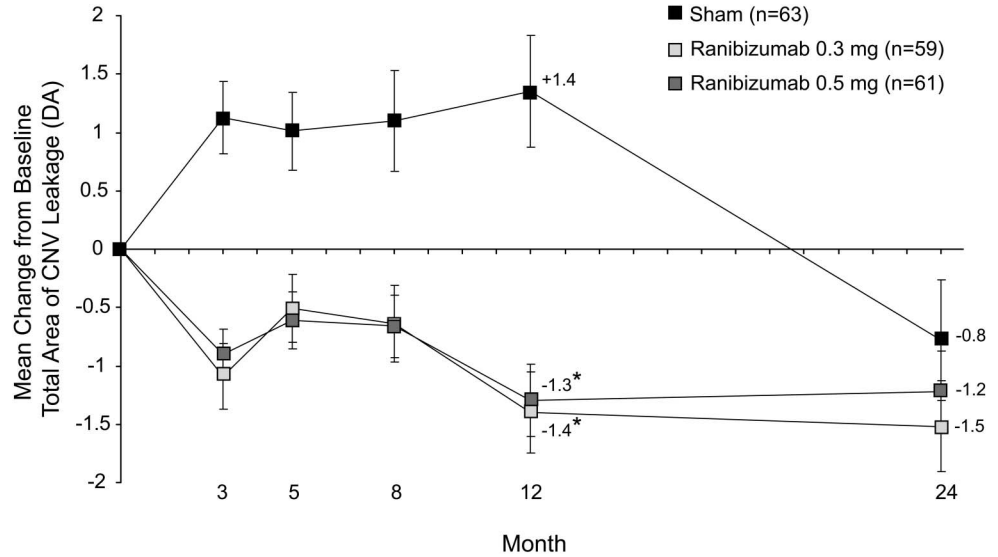 Sham (n=63)
Ranibizumab 0.3 mg (n=59)
Ranibizumab 0.5 mg (n=61)
Mean Change from Baseline
Total Area of CNV Leakage (DA)
2
1.5
1
0.5
0
-0.5
-1
-1.5
-2
+1.4
-1.3*
-1.4*
-0.8
-1.2
-1.5
3 5 8 12 24
Month